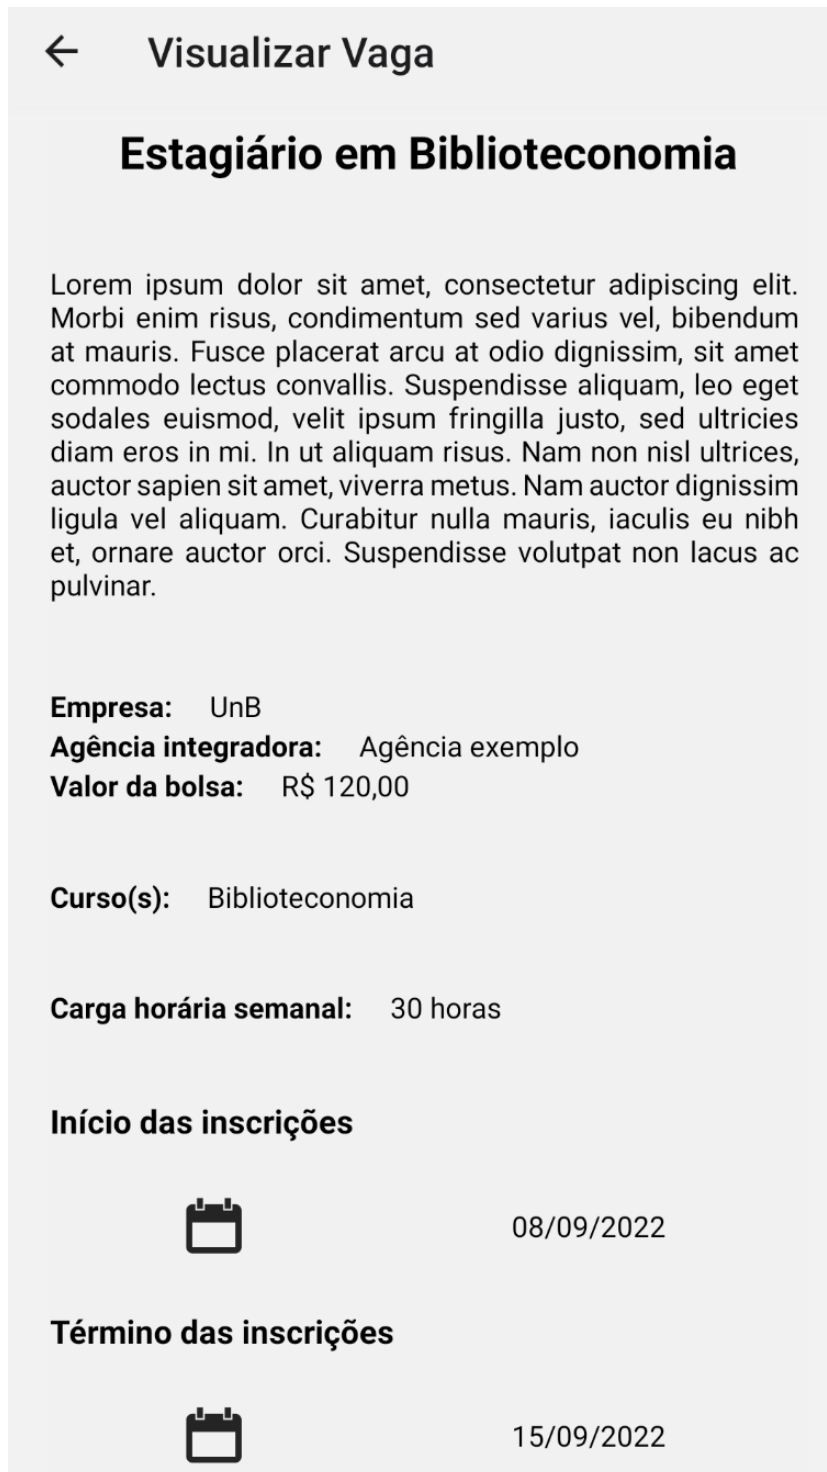 Visualizar Vaga
Estagiário em Biblioteconomia
Lorem ipsum dolor sit amet, consectetur adipiscing elit.
Morbi enim risus, condimentum sed varius vel, bibendum
at mauris. Fusce placerat arcu at odio dignissim, sit amet
commodo lectus convallis. Suspendisse aliquam, leo eget
sodales euismod, velit ipsum fringilla justo, sed ultricies
diam eros in mi. In ut aliquam risus. Nam non nisl ultrices,
auctor sapien sit amet, viverra metus. Nam auctor dignissim
ligula vel aliquam. Curabitur nulla mauris, iaculis eu nibh
et, ornare auctor orci. Suspendisse volutpat non lacus ac
pulvinar.
Empresa: UnB
Agência integradora: Agência exemplo
Valor da bolsa: R$ 120,00
Curso(s): Biblioteconomia
Carga horária semanal: 30 horas
Início das inscrições
08/09/2022
Término das inscrições
15/09/2022